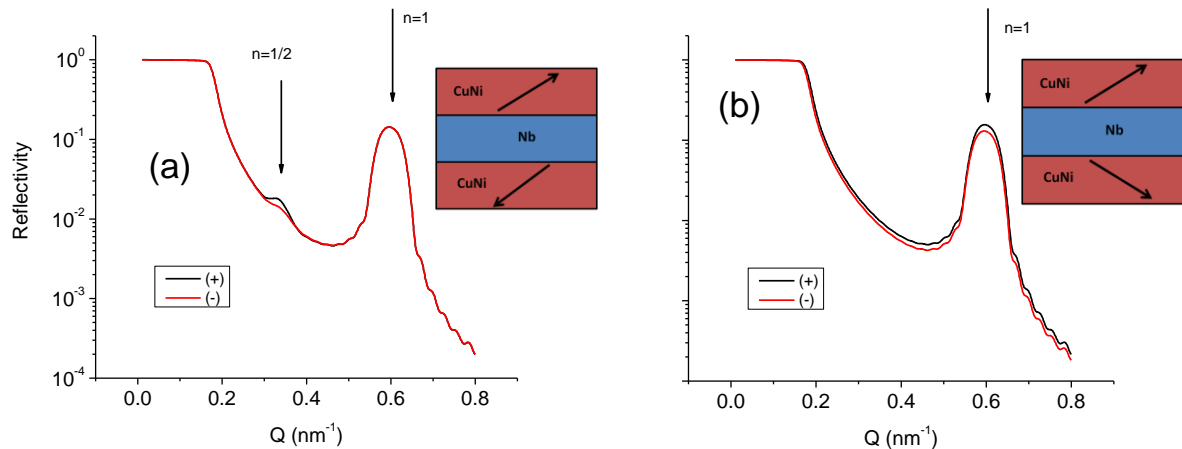 n=1
n=1/2
10⁰
10⁻¹
10⁻²
10⁻³
10⁻⁴
Reflectivity
(a)
CuNi
Nb
CuNi
(+)
(-)
0.0 0.2 0.4 0.6 0.8
Q (nm⁻¹)
n=1
(b)
CuNi
Nb
CuNi
(+)
(-)
0.0 0.2 0.4 0.6 0.8
Q (nm⁻¹)